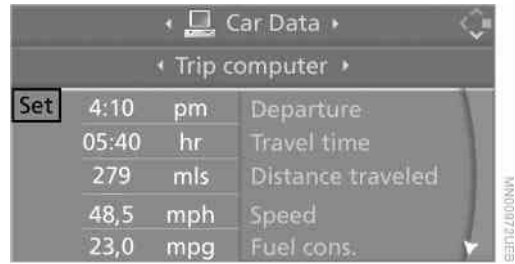 Car Data
Trip computer
Set 4:10 pm Departure
05:40 hr Travel time
279 mls Distance traveled
48,5 mph Speed
23,0 mpg Fuel cons.
MN00972UEB